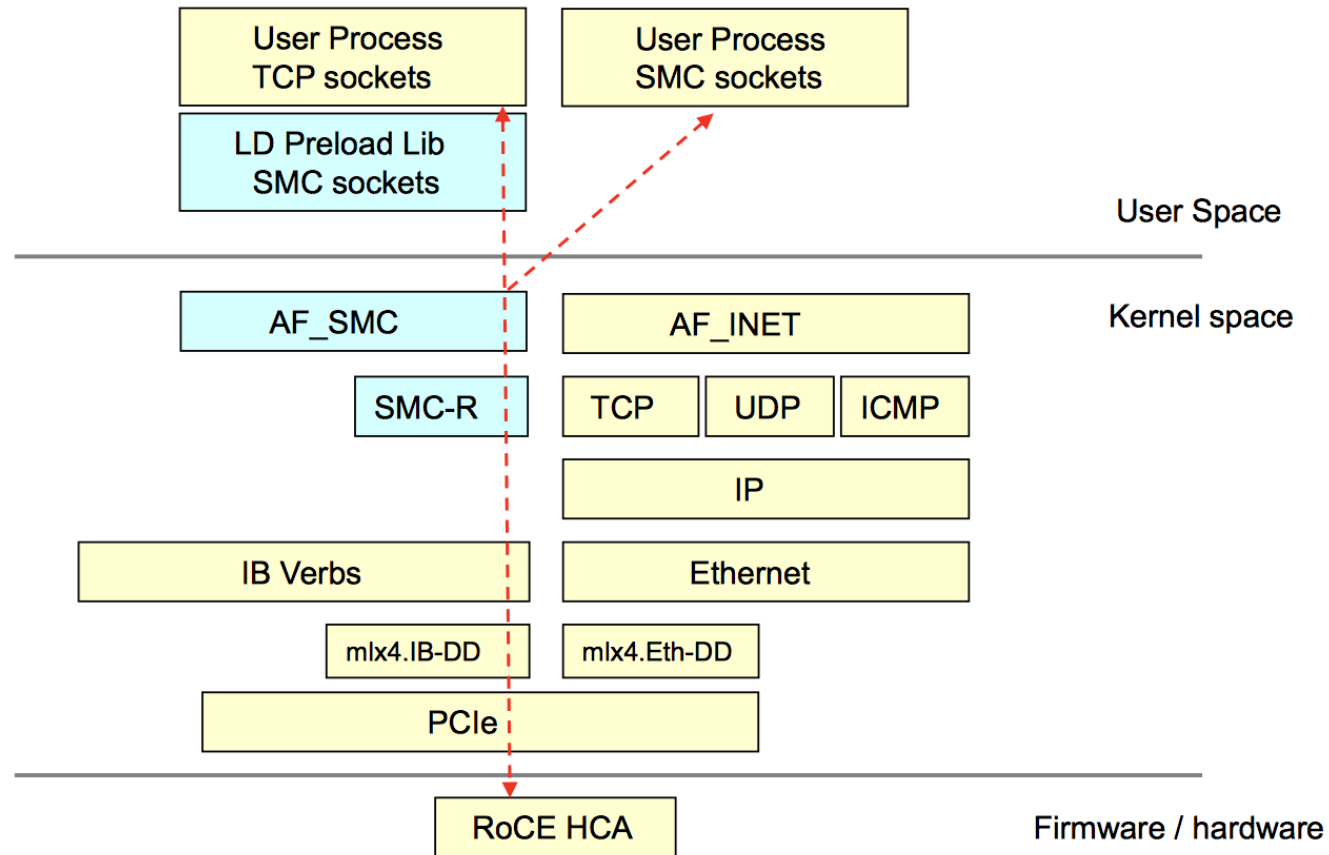 User Process
TCP sockets
User Process
SMC sockets
LD Preload Lib
SMC sockets
User Space
AF_SMC
AF_INET
Kernel space
SMC-R
TCP
UDP
ICMP
IP
IB Verbs
Ethernet
mlx4.IB-DD
mlx4.Eth-DD
PCIe
RoCE HCA
Firmware / hardware